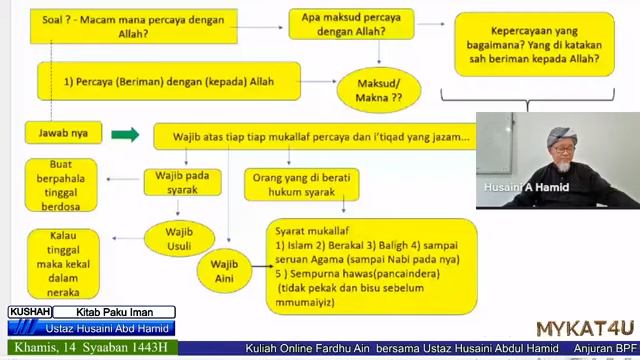 Soal ? - Macam mana percaya dengan
Allah?
Apa maksud percaya
dengan Allah?
Kepercayaan yang
bagaimana? Yang di katakan
sah beriman kepada Allah?
1) Percaya (Beriman) dengan (kepada) Allah
Maksud/
Makna ??
Jawab nya
Wajib atas tiap tiap mukallaf percaya dan i'tiqad yang jazam...
Buat
berpahala
tinggal
berdosa
Wajib pada
syarak
Orang yang di berati
hukum syarak
Kalau
tinggal
maka kekal
dalam
neraka
Wajib
Usuli
Wajib
Aini
Syarat mukallaf
1) Islam 2) Berakal 3) Baligh 4) sampai
seruan Agama (sampai Nabi pada nya)
5 ) Sempurna hawas(pancaindera)
(tidak pekak dan bisu sebelum
mmumaiyiz)
Husaini A Hamid
KUSHAH
Kitab Paku Iman
Ustaz Husaini Abd Hamid
MYKAT4U
Khamis, 14 Syaaban 1443H
Kuliah Online Fardhu Ain bersama Ustaz Husaini Abdul Hamid Anjuran BPF